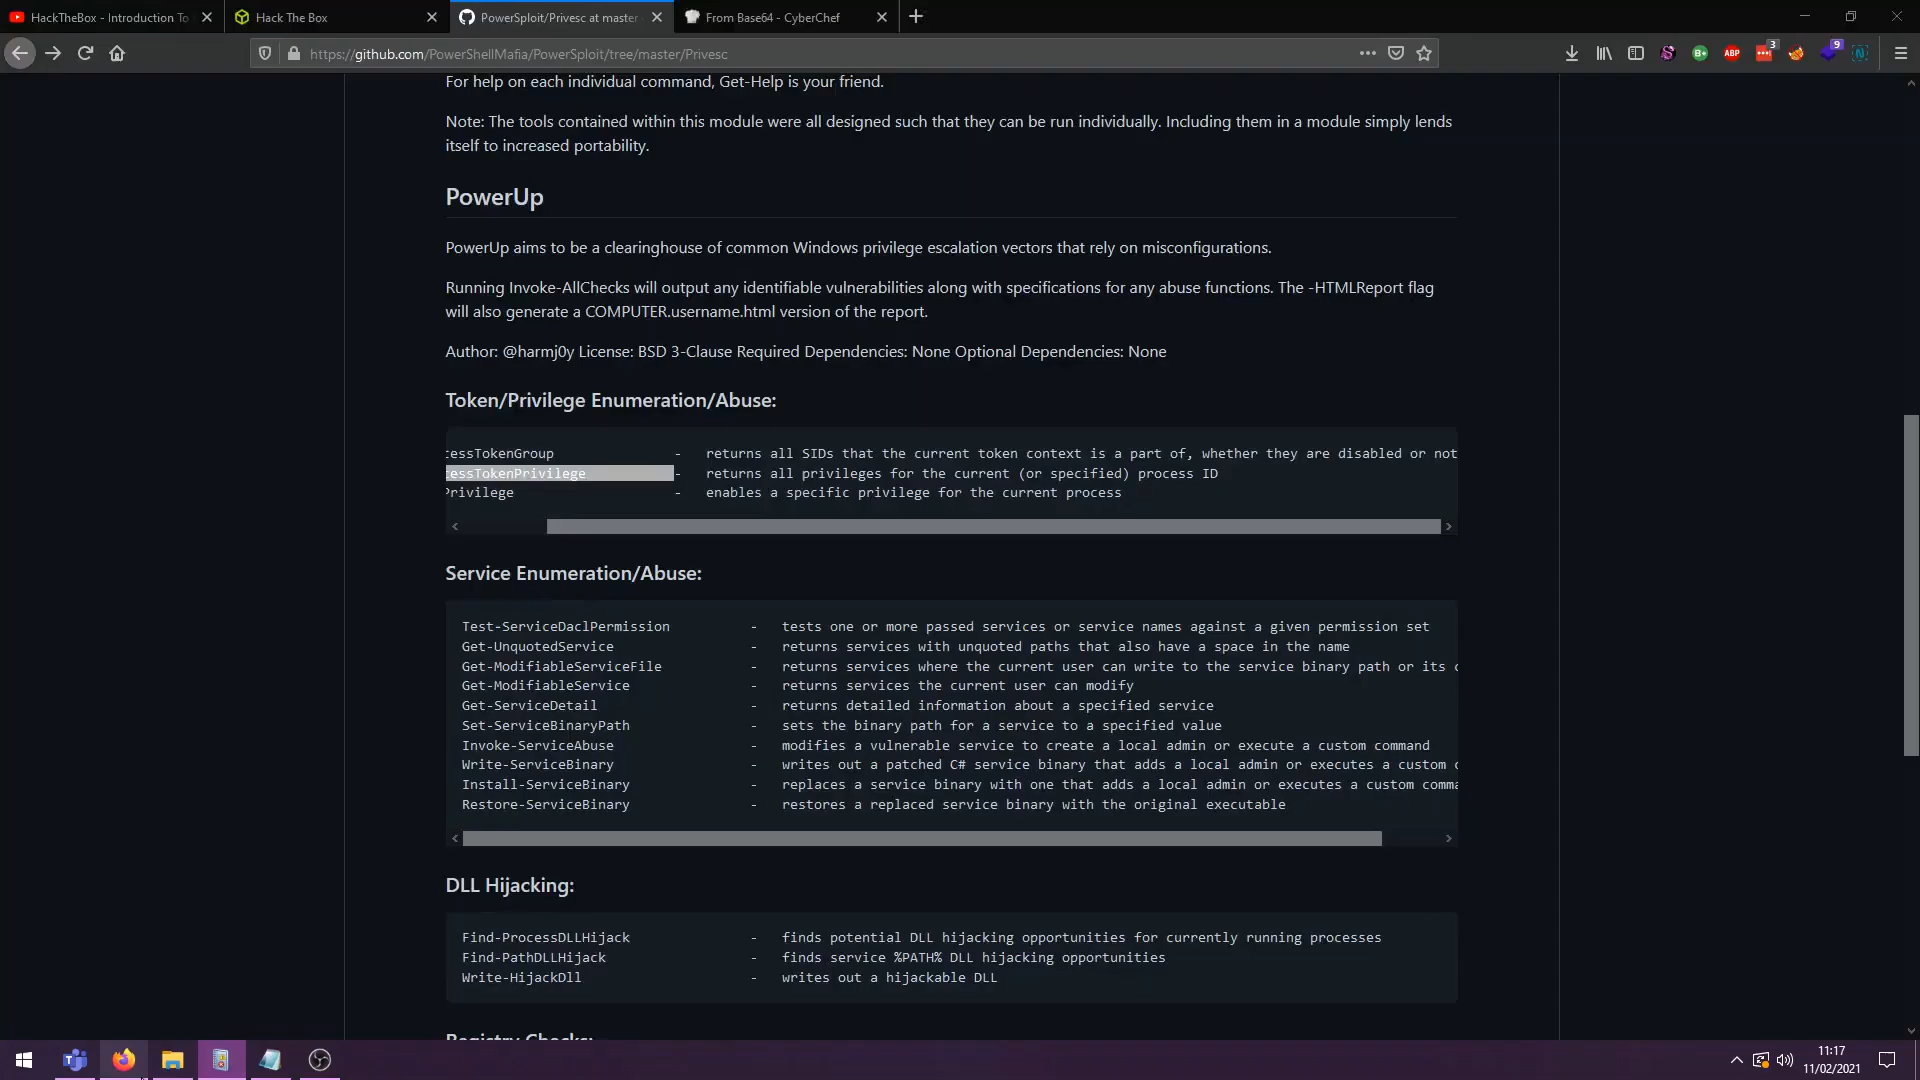 HackTheBox - Introduction To
Hack The Box
PowerSploit/Privesc at master
From Base64 - CyberChef
https://github.com/PowerShellMafia/PowerSploit/tree/master/Privesc
ABP
3
9
For help on each individual command, Get-Help is your friend.
Note: The tools contained within this module were all designed such that they can be run individually. Including them in a module simply lends
itself to increased portability.
PowerUp
PowerUp aims to be a clearinghouse of common Windows privilege escalation vectors that rely on misconfigurations.
Running Invoke-AllChecks will output any identifiable vulnerabilities along with specifications for any abuse functions. The -HTMLReport flag
will also generate a COMPUTER.username.html version of the report.
Author: @harmj0y License: BSD 3-Clause Required Dependencies: None Optional Dependencies: None
Token/Privilege Enumeration/Abuse:
cessTokenGroup - returns all SIDs that the current token context is a part of, whether they are disabled or not
cessTokenPrivilege - returns all privileges for the current (or specified) process ID
Privilege - enables a specific privilege for the current process
Service Enumeration/Abuse:
Test-ServiceDaclPermission - tests one or more passed services or service names against a given permission set
Get-UnquotedService - returns services with unquoted paths that also have a space in the name
Get-ModifiableServiceFile - returns services where the current user can write to the service binary path or its c
Get-ModifiableService - returns services the current user can modify
Get-ServiceDetail - returns detailed information about a specified service
Set-ServiceBinaryPath - sets the binary path for a service to a specified value
Invoke-ServiceAbuse - modifies a vulnerable service to create a local admin or execute a custom command
Write-ServiceBinary - writes out a patched C# service binary that adds a local admin or executes a custom c
Install-ServiceBinary - replaces a service binary with one that adds a local admin or executes a custom comma
Restore-ServiceBinary - restores a replaced service binary with the original executable
DLL Hijacking:
Find-ProcessDLLHijack - finds potential DLL hijacking opportunities for currently running processes
Find-PathDLLHijack - finds service %PATH% DLL hijacking opportunities
Write-HijackDll - writes out a hijackable DLL
Registry Checks:
11:17
11/02/2021